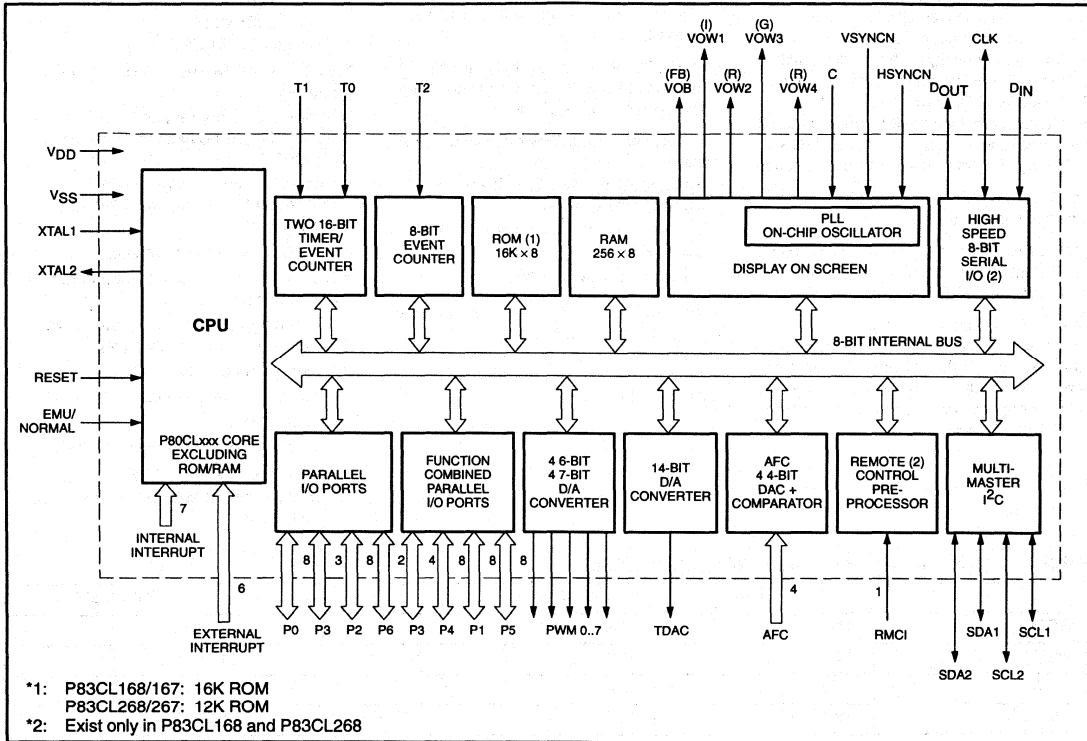 (I)
VOW1
(G)
VOW3
VSYNCN
CLK
(FB)
VOB
(R)
VOW2
(R)
VOW4
C
HSYNCN
DOUT
DIN
T1
T0
T2
VDD
VSS
XTAL1
XTAL2
RESET
EMU/
NORMAL
CPU
P80CLxxx CORE
EXCLUDING
ROM/RAM
TWO 16-BIT
TIMER/
EVENT
COUNTER
8-BIT
EVENT
COUNTER
ROM (1)
16K × 8
RAM
256 × 8
PLL
ON-CHIP OSCILLATOR
DISPLAY ON SCREEN
HIGH
SPEED
8-BIT
SERIAL
I/O (2)
8-BIT INTERNAL BUS
PARALLEL
I/O PORTS
FUNCTION
COMBINED
PARALLEL
I/O PORTS
4 6-BIT
4 7-BIT
D/A
CONVERTER
14-BIT
D/A
CONVERTER
AFC
4 4-BIT
DAC +
COMPARATOR
REMOTE (2)
CONTROL
PRE-
PROCESSOR
MULTI-
MASTER
I2C
7
INTERNAL
INTERRUPT
6
EXTERNAL
INTERRUPT
8 3 8 2 4 8 8 8
4
1
P0 P3 P2 P6 P3 P4 P1 P5
PWM 0..7
TDAC
AFC
RMCI
SDA1
SCL1
SDA2
SCL2
*1: P83CL168/167: 16K ROM
P83CL268/267: 12K ROM
*2: Exist only in P83CL168 and P83CL268